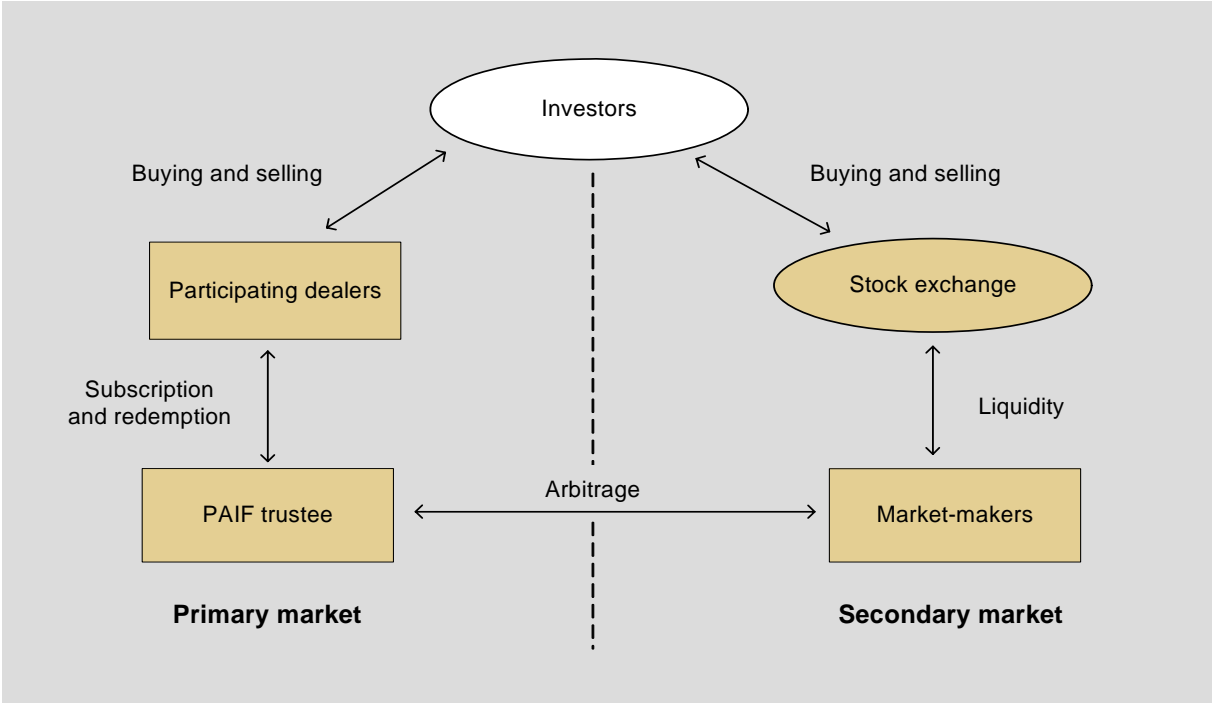 Investors
Buying and selling
Buying and selling
Participating dealers
Stock exchange
Subscription
and redemption
Liquidity
Arbitrage
PAIF trustee
Market-makers
Primary market
Secondary market